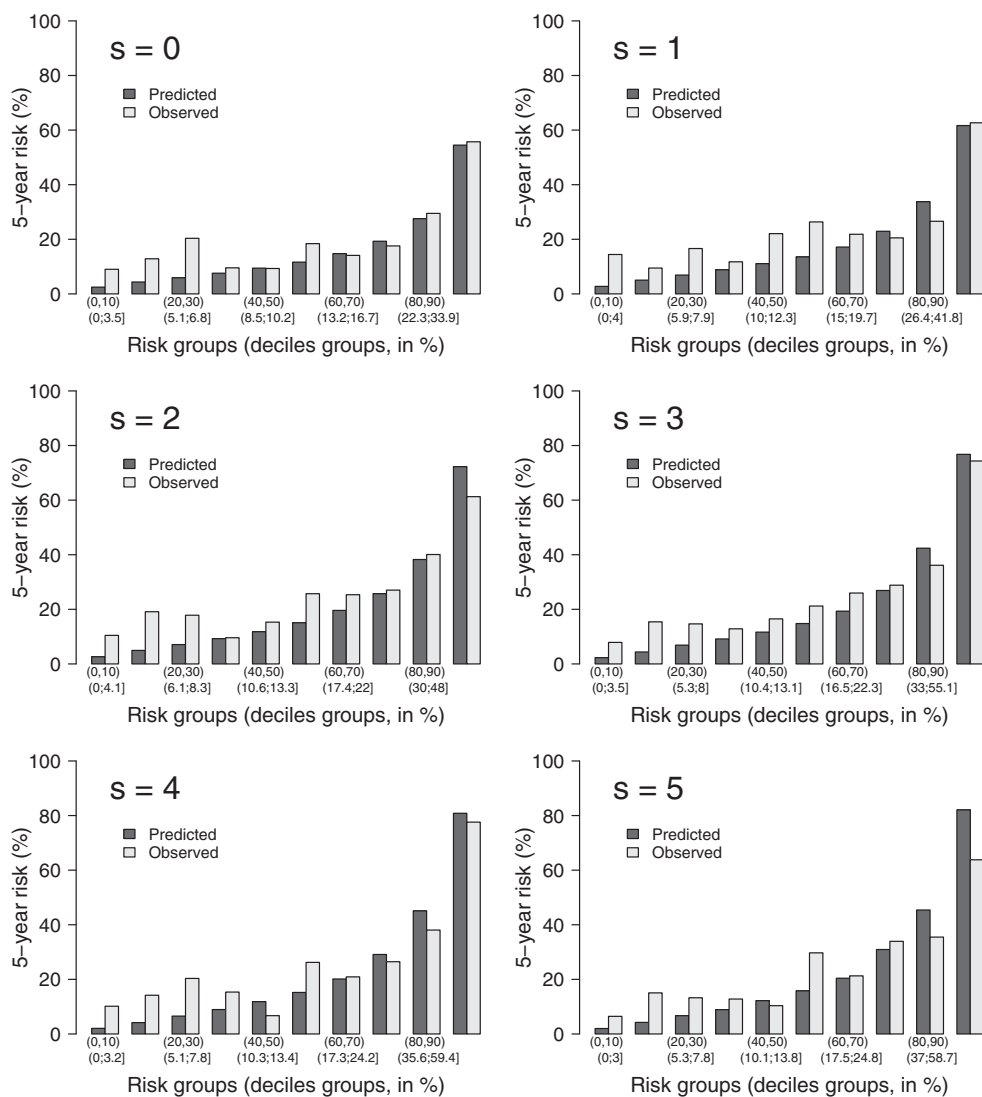 s = 0
Predicted
Observed
5−year risk (%)
100
80
60
40
20
0
(0,10) (20,30) (40,50) (60,70) (80,90)
(0;3.5] (5.1;6.8] (8.5;10.2] (13.2;16.7] (22.3;33.9]
Risk groups (deciles groups, in %)
s = 1
Predicted
Observed
5−year risk (%)
100
80
60
40
20
0
(0,10) (20,30) (40,50) (60,70) (80,90)
(0;4] (5.9;7.9] (10;12.3] (15;19.7] (26.4;41.8]
Risk groups (deciles groups, in %)
s = 2
Predicted
Observed
5−year risk (%)
100
80
60
40
20
0
(0,10) (20,30) (40,50) (60,70) (80,90)
(0;4.1] (6.1;8.3] (10.6;13.3] (17.4;22] (30;48]
Risk groups (deciles groups, in %)
s = 3
Predicted
Observed
5−year risk (%)
100
80
60
40
20
0
(0,10) (20,30) (40,50) (60,70) (80,90)
(0;3.5] (5.3;8] (10.4;13.1] (16.5;22.3] (33;55.1]
Risk groups (deciles groups, in %)
s = 4
Predicted
Observed
5−year risk (%)
100
80
60
40
20
0
(0,10) (20,30) (40,50) (60,70) (80,90)
(0;3.2] (5.1;7.8] (10.3;13.4] (17.3;24.2] (35.6;59.4]
Risk groups (deciles groups, in %)
s = 5
Predicted
Observed
5−year risk (%)
100
80
60
40
20
0
(0,10) (20,30) (40,50) (60,70) (80,90)
(0;3] (5.3;7.8] (10.1;13.8] (17.5;24.8] (37;58.7]
Risk groups (deciles groups, in %)